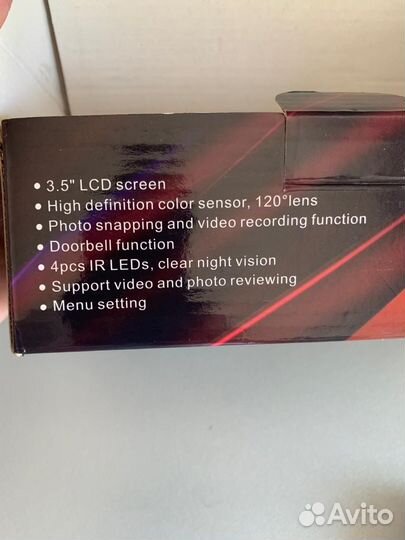 • 3.5" LCD screen
• High definition color sensor, 120°lens
• Photo snapping and video recording function
• Doorbell function
• 4pcs IR LEDs, clear night vision
• Support video and photo reviewing
• Menu setting
Avito